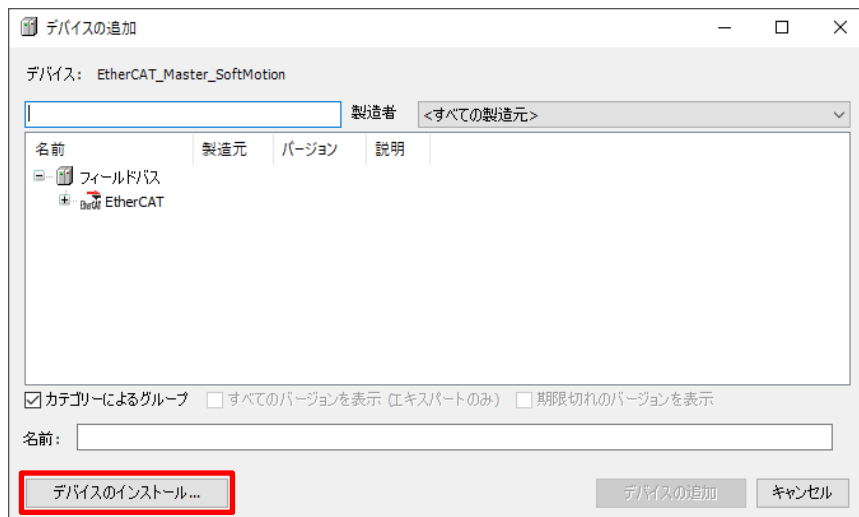 デバイスの追加
デバイス: EtherCAT_Master_SoftMotion
製造者 <すべての製造元>
名前 製造元 バージョン 説明
フィールドバス
EtherCAT
カテゴリーによるグループ すべてのバージョンを表示 (エキスパートのみ) 期限切れのバージョンを表示
名前:
デバイスのインストール... デバイスの追加 キャンセル